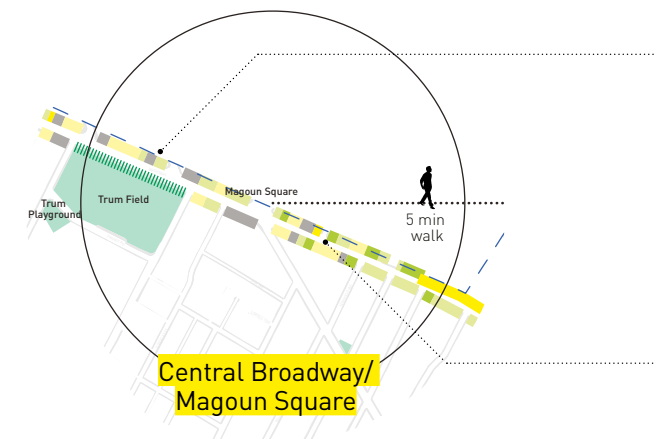 Magoun Square
Trum Field
Trum
Playground
5 min
walk
Central Broadway/
Magoun Square